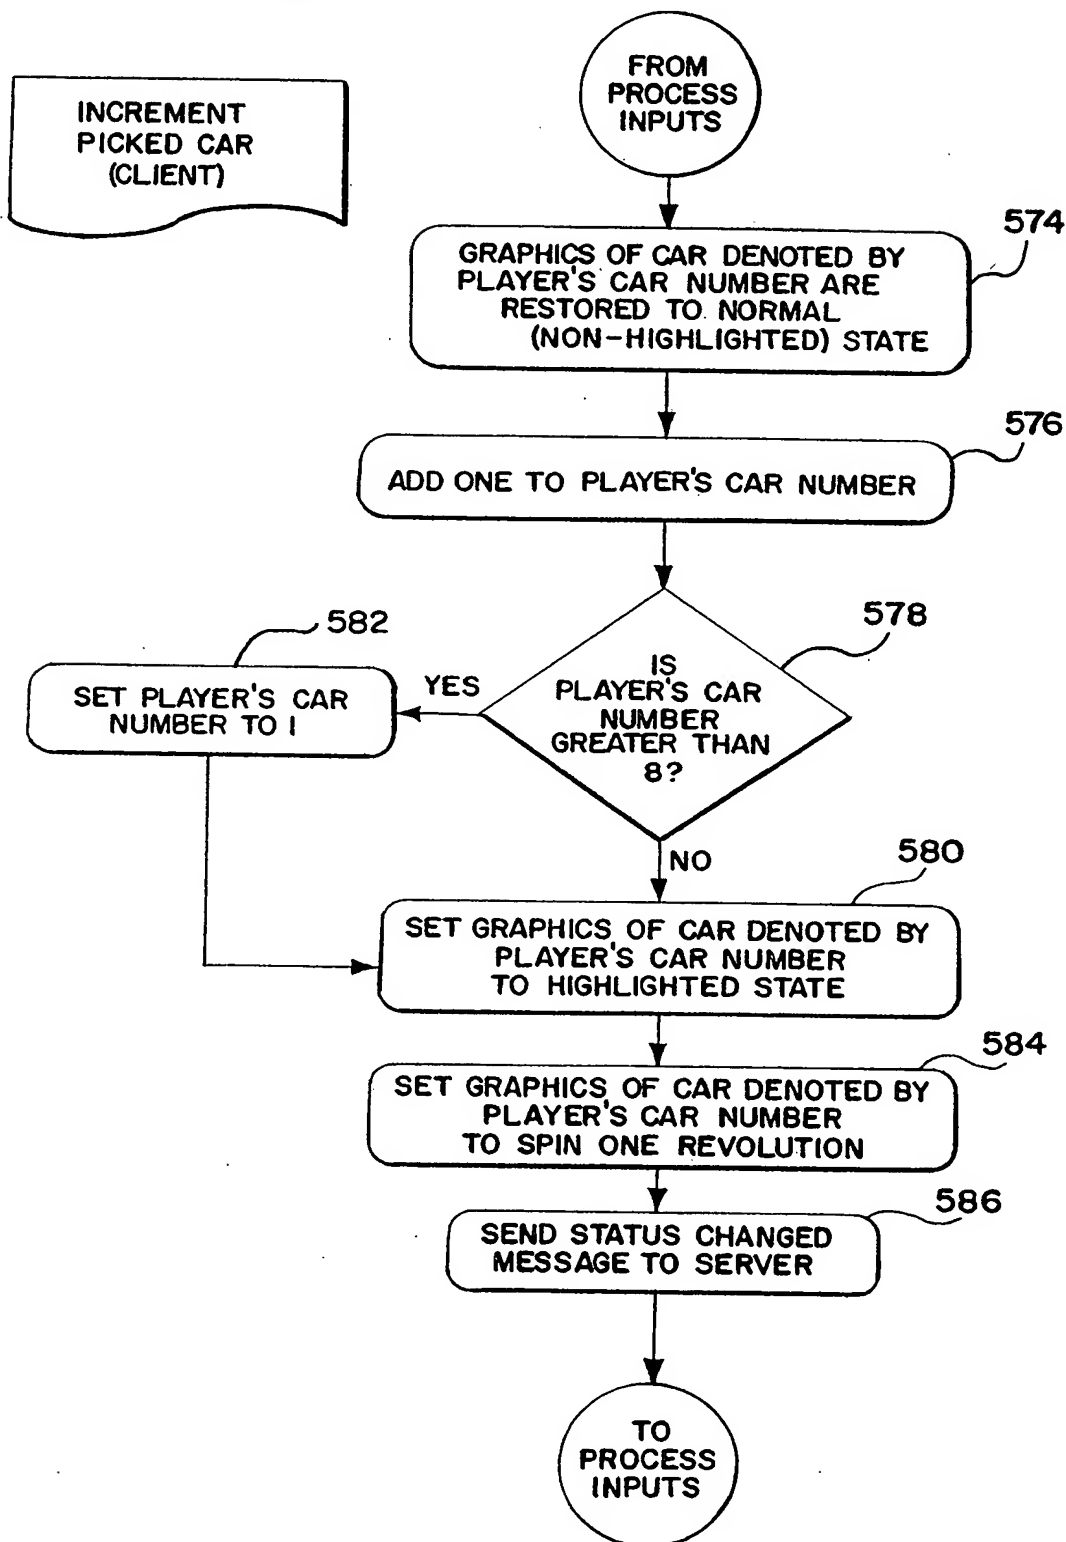 INCREMENT
PICKED CAR
(CLIENT)
FROM
PROCESS
INPUTS
574
GRAPHICS OF CAR DENOTED BY
PLAYER'S CAR NUMBER ARE
RESTORED TO NORMAL
(NON-HIGHLIGHTED) STATE
576
ADD ONE TO PLAYER'S CAR NUMBER
578
IS
PLAYER'S CAR
NUMBER
GREATER THAN
8?
YES
582
SET PLAYER'S CAR
NUMBER TO 1
NO
580
SET GRAPHICS OF CAR DENOTED BY
PLAYER'S CAR NUMBER
TO HIGHLIGHTED STATE
584
SET GRAPHICS OF CAR DENOTED BY
PLAYER'S CAR NUMBER
TO SPIN ONE REVOLUTION
586
SEND STATUS CHANGED
MESSAGE TO SERVER
TO
PROCESS
INPUTS